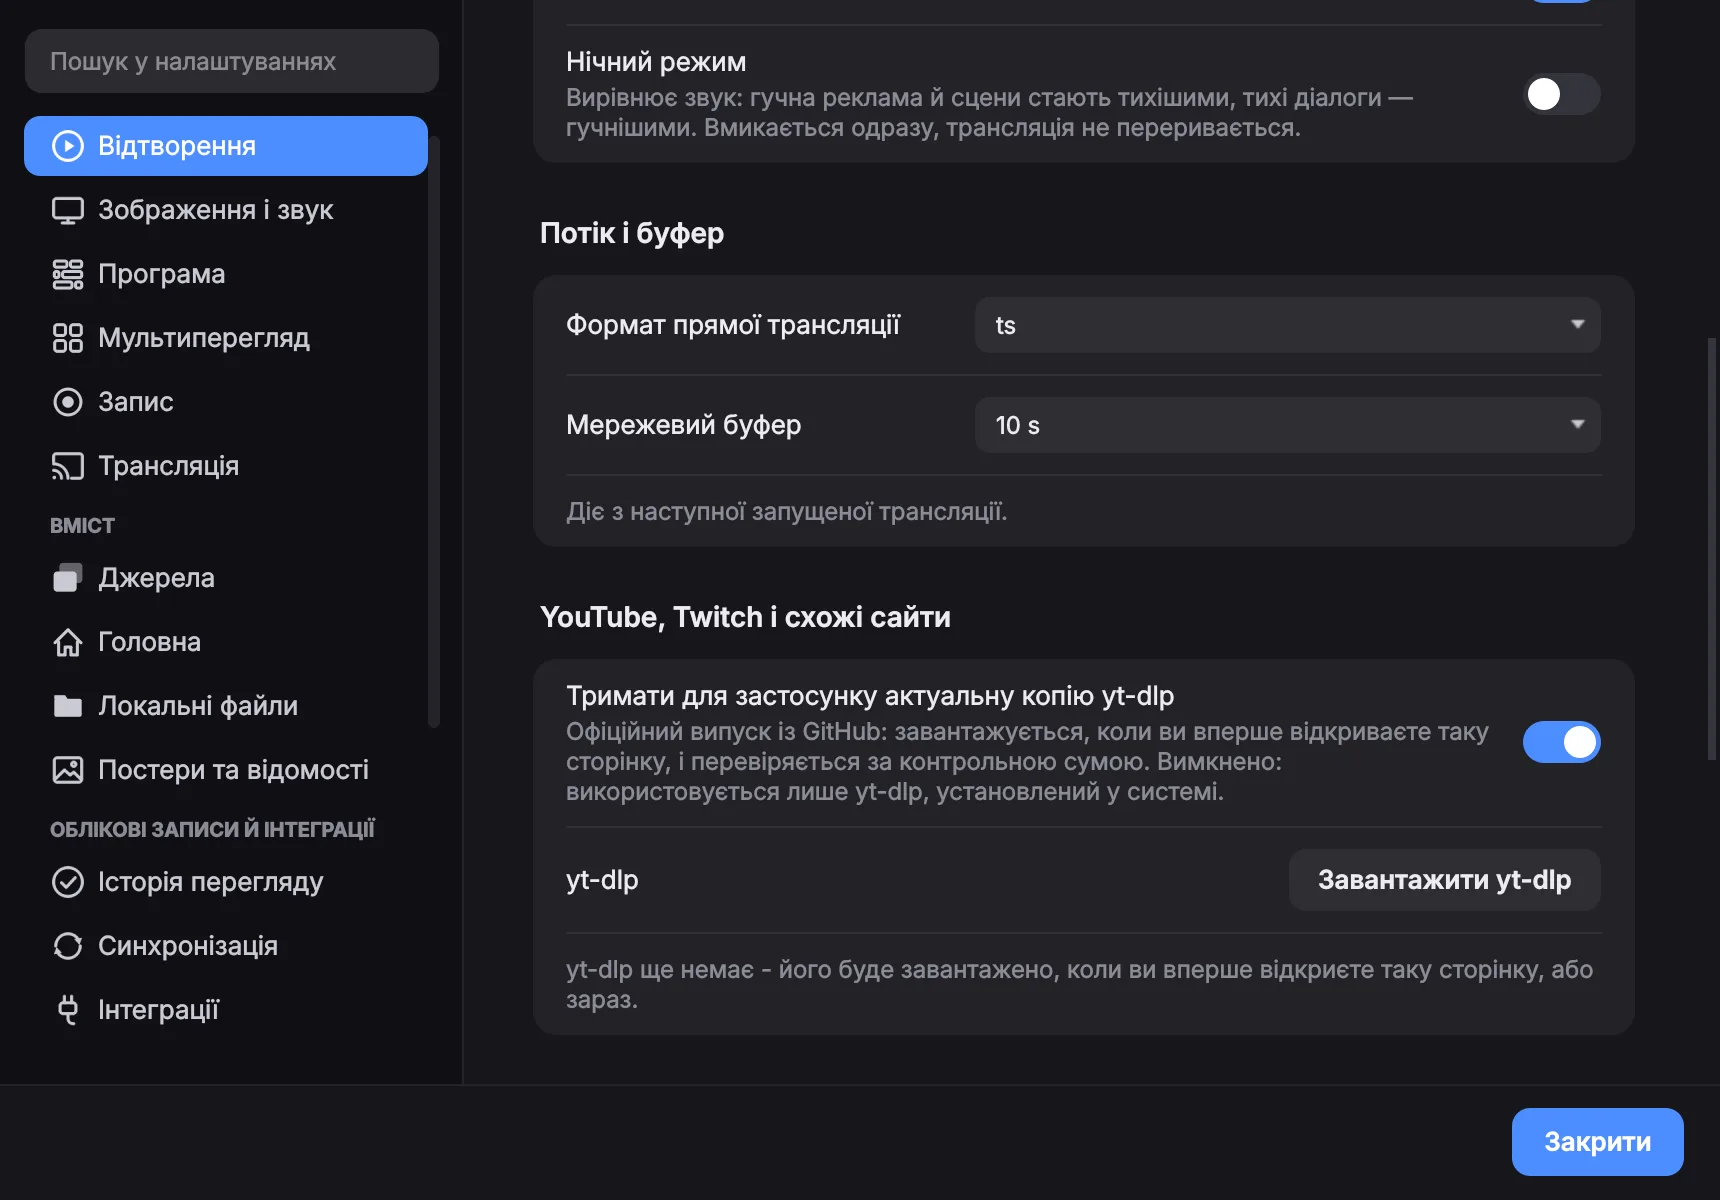 Пошук у налаштуваннях
Відтворення
Зображення і звук
Програма
Мультиперегляд
Запис
Трансляція
ВМІСТ
Джерела
Головна
Локальні файли
Постери та відомості
ОБЛІКОВІ ЗАПИСИ Й ІНТЕГРАЦІЇ
Історія перегляду
Синхронізація
Інтеграції
Нічний режим
Вирівнює звук: гучна реклама й сцени стають тихішими, тихі діалоги —
гучнішими. Вмикається одразу, трансляція не переривається.
Потік і буфер
Формат прямої трансляції
ts
Мережевий буфер
10 s
Діє з наступної запущеної трансляції.
YouTube, Twitch і схожі сайти
Тримати для застосунку актуальну копію yt-dlp
Офіційний випуск із GitHub: завантажується, коли ви вперше відкриваєте таку
сторінку, і перевіряється за контрольною сумою. Вимкнено:
використовується лише yt-dlp, установлений у системі.
yt-dlp
Завантажити yt-dlp
yt-dlp ще немає - його буде завантажено, коли ви вперше відкриєте таку сторінку, або
зараз.
Закрити